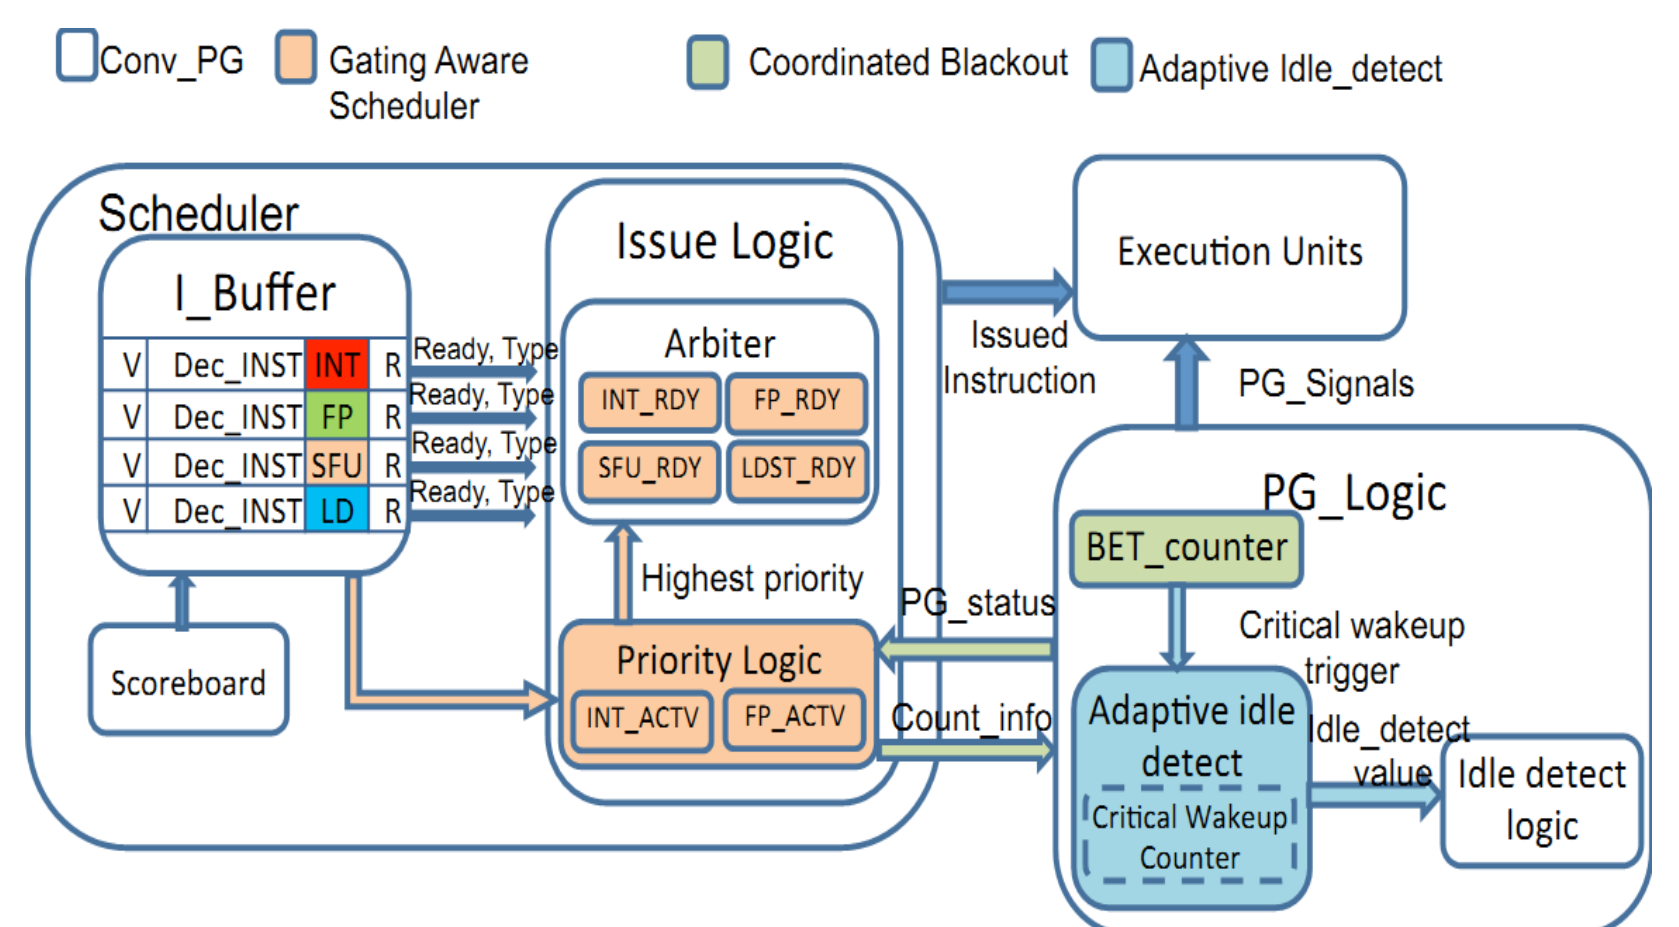 Conv_PG
Gating Aware
Scheduler
Coordinated Blackout
Adaptive Idle_detect
Scheduler
I_Buffer
V Dec_INST INT R
V Dec_INST FP R
V Dec_INST SFU R
V Dec_INST LD R
Ready, Type
Ready, Type
Ready, Type
Ready, Type
Scoreboard
Issue Logic
Arbiter
INT_RDY
FP_RDY
SFU_RDY
LDST_RDY
Highest priority
Priority Logic
INT_ACTV
FP_ACTV
Issued
Instruction
Execution Units
PG_Signals
PG_status
Count_info
PG_Logic
BET_counter
Critical wakeup
trigger
Adaptive idle
detect
Critical Wakeup
Counter
Idle_detect
value
Idle detect
logic